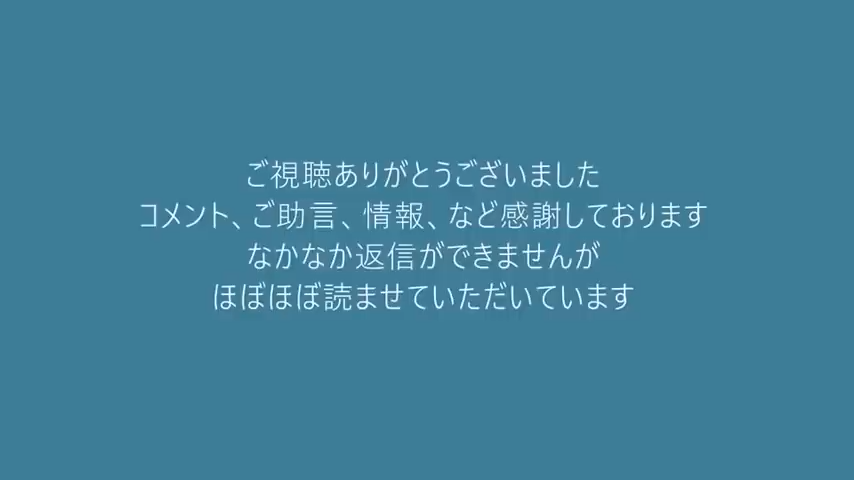 ご視聴ありがとうございました
コメント、ご助言、情報、など感謝しております
なかなか返信ができませんが
ほぼほぼ読ませていただいています